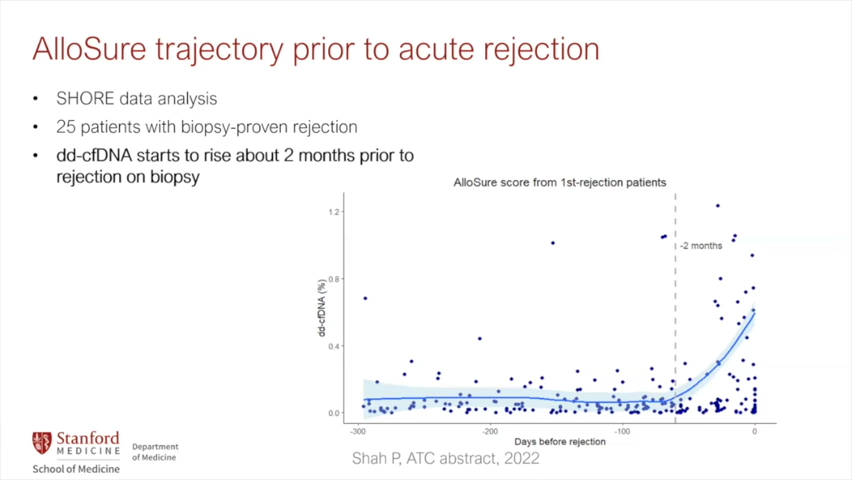 AlloSure trajectory prior to acute rejection
• SHORE data analysis
• 25 patients with biopsy-proven rejection
• dd-cfDNA starts to rise about 2 months prior to
rejection on biopsy
AlloSure score from 1st-rejection patients
1.2
0.8
0.4
0.0
dd-cfDNA (%)
-2 months
-300
-200
-100
0
Days before rejection
Shah P, ATC abstract, 2022
Stanford
MEDICINE
School of Medicine
Department
of Medicine